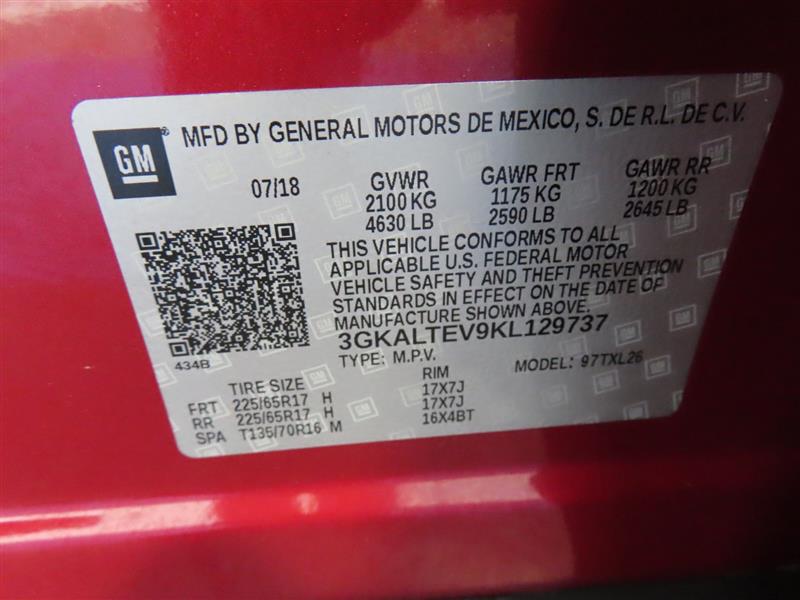 GM® MFD BY GENERAL MOTORS DE MEXICO, S. DE R.L. DE C.V.
07/18 GVWR GAWR FRT GAWR RR
2100 KG 1175 KG 1200 KG
4630 LB 2590 LB 2645 LB
THIS VEHICLE CONFORMS TO ALL
APPLICABLE U.S. FEDERAL MOTOR
VEHICLE SAFETY AND THEFT PREVENTION
STANDARDS IN EFFECT ON THE DATE OF
MANUFACTURE SHOWN ABOVE.
3GKALTEV9KL129737
434B TYPE: M.P.V. MODEL: 97TXL26
TIRE SIZE RIM
FRT 225/65R17 H 17X7J
RR 225/65R17 H 17X7J
SPA T135/70R16 M 16X4BT